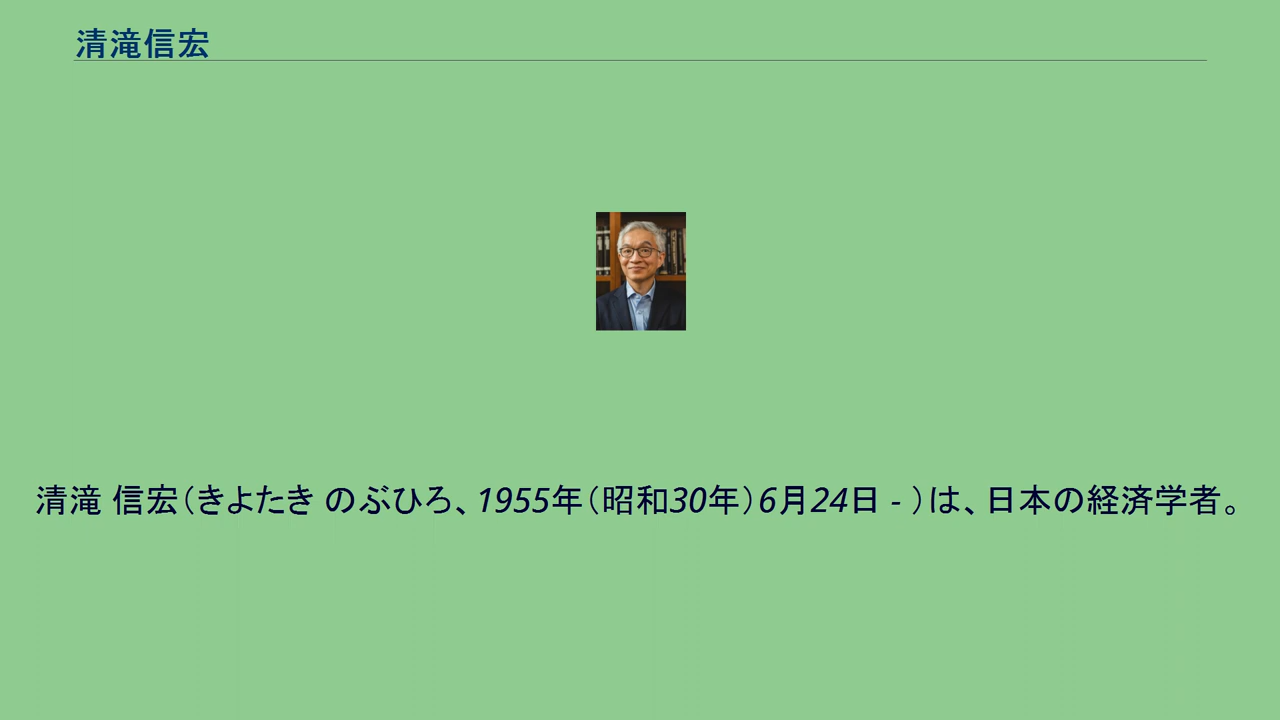 清滝信宏
清滝 信宏（きよたき のぶひろ、1955年（昭和30年）6月24日 - ）は、日本の経済学者。